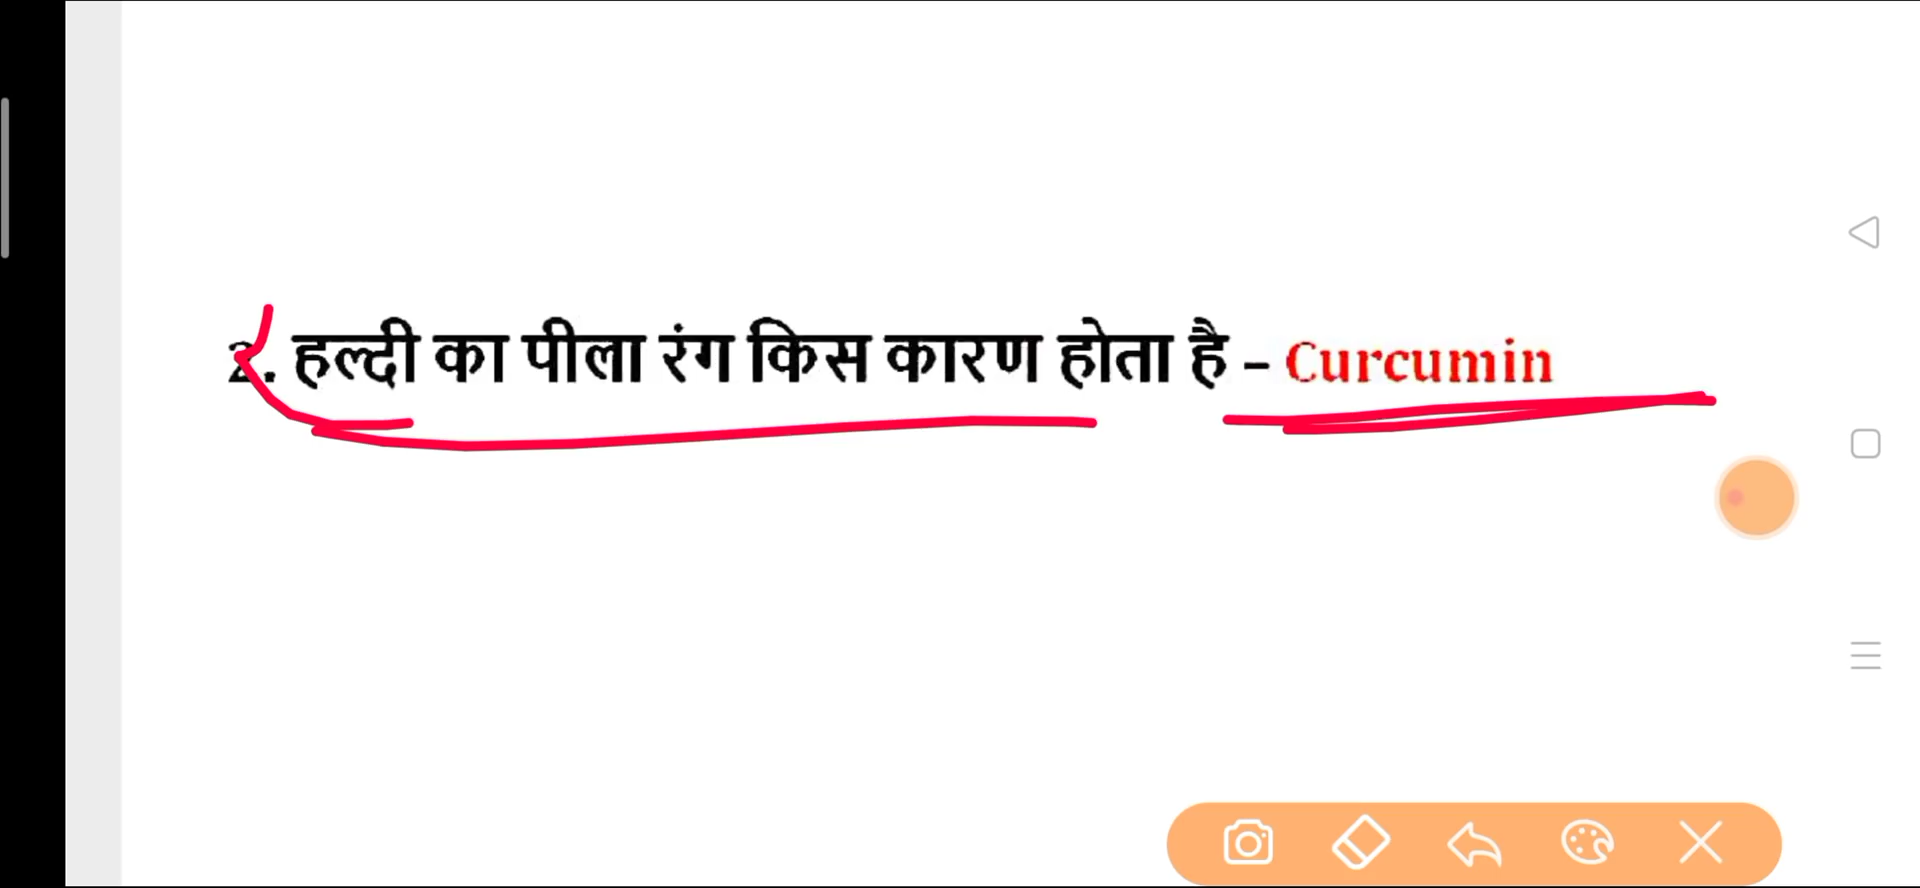 2. हल्दी का पीला रंग किस कारण होता है – Curcumin